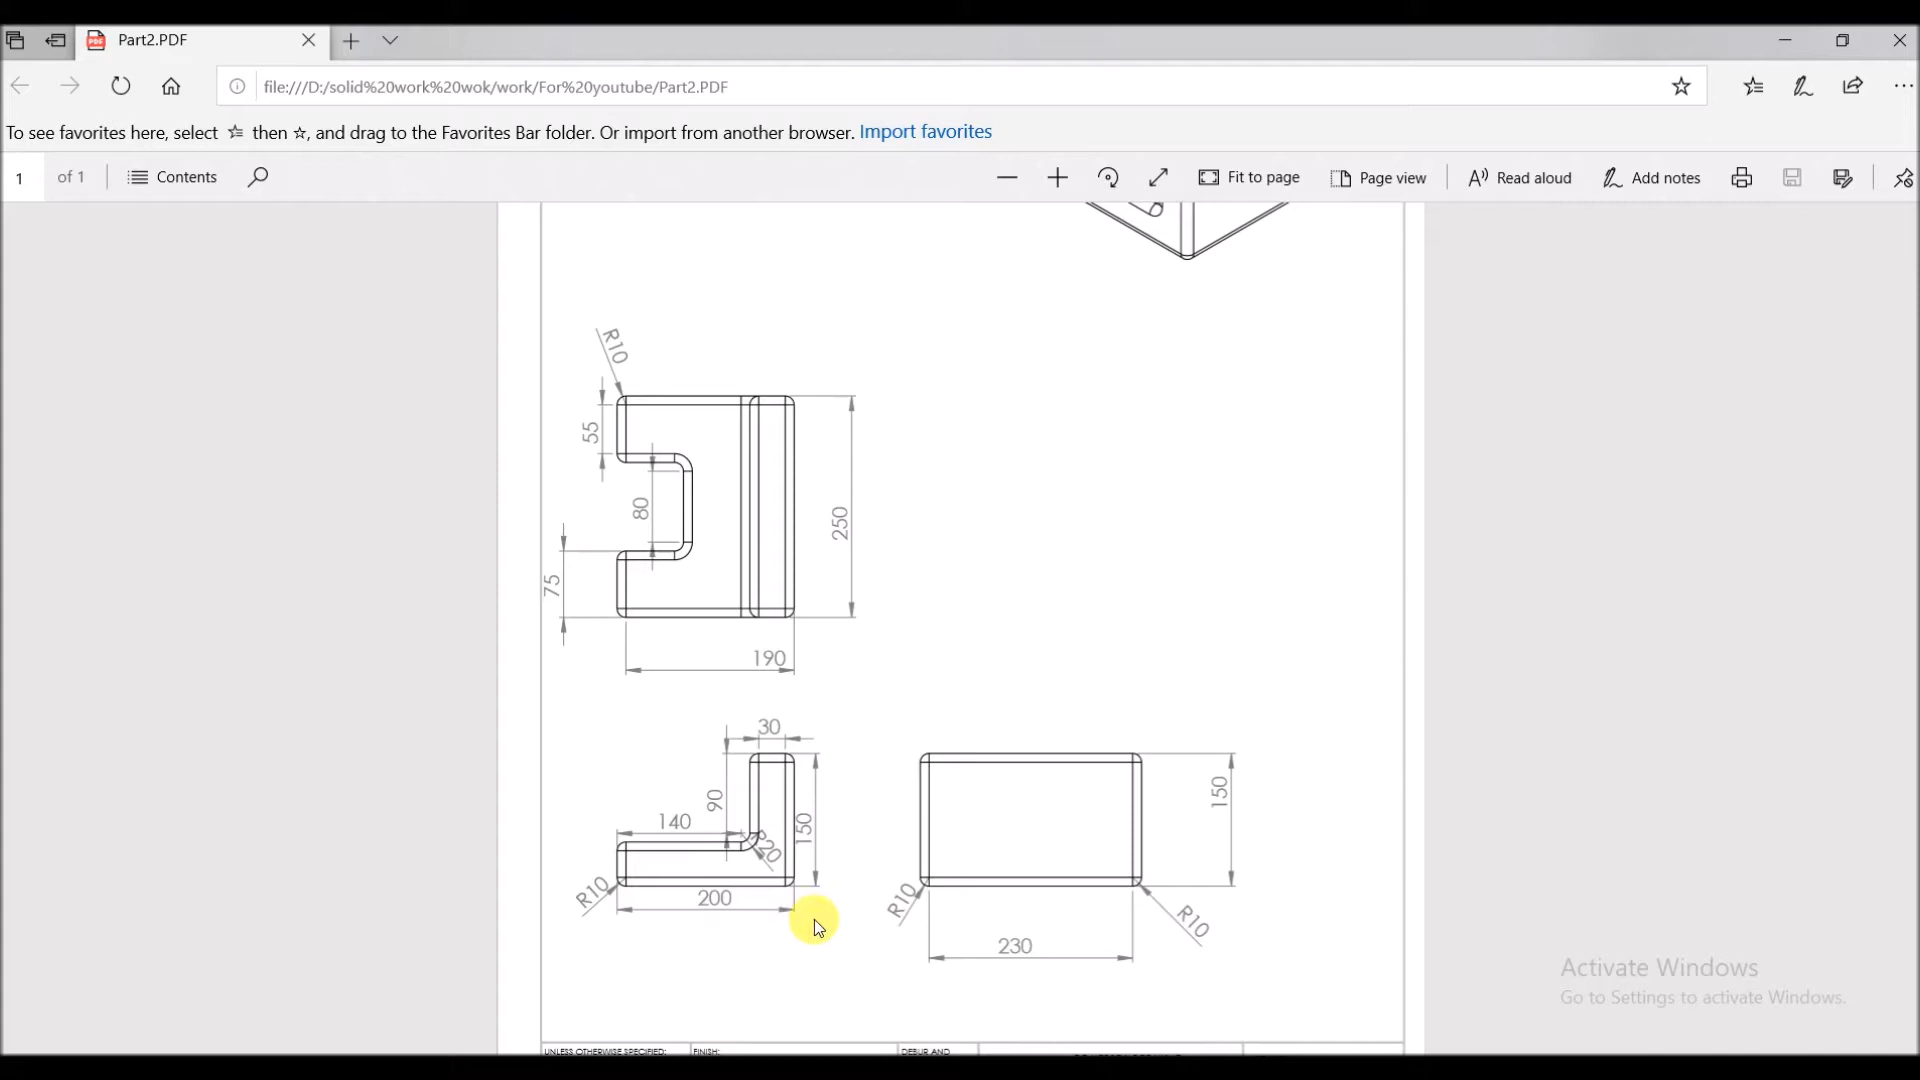 Part2.PDF
file:///D:/solid%20work%20wok/work/For%20youtube/Part2.PDF
To see favorites here, select ☆ then ☆, and drag to the Favorites Bar folder. Or import from another browser. Import favorites
1 of 1 Contents Fit to page Page view Read aloud Add notes
R10
55
80
250
75
190
30
90
150
140
R20
R10
200
150
R10
R10
230
Activate Windows
Go to Settings to activate Windows.
UNLESS OTHERWISE SPECIFIED: FINISH: DEBUR AND